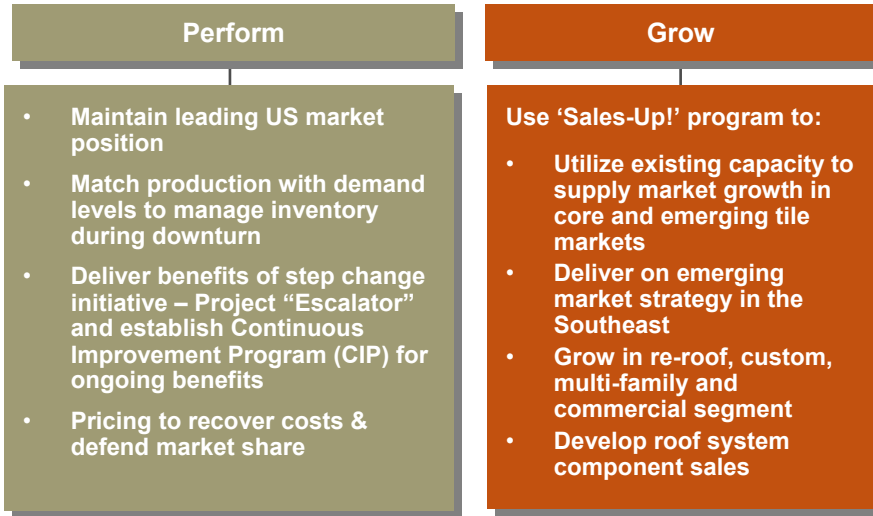 Perform
• Maintain leading US market
position
• Match production with demand
levels to manage inventory
during downturn
• Deliver benefits of step change
initiative – Project “Escalator”
and establish Continuous
Improvement Program (CIP) for
ongoing benefits
• Pricing to recover costs &
defend market share
Grow
Use ‘Sales-Up!’ program to:
• Utilize existing capacity to
supply market growth in
core and emerging tile
markets
• Deliver on emerging
market strategy in the
Southeast
• Grow in re-roof, custom,
multi-family and
commercial segment
• Develop roof system
component sales